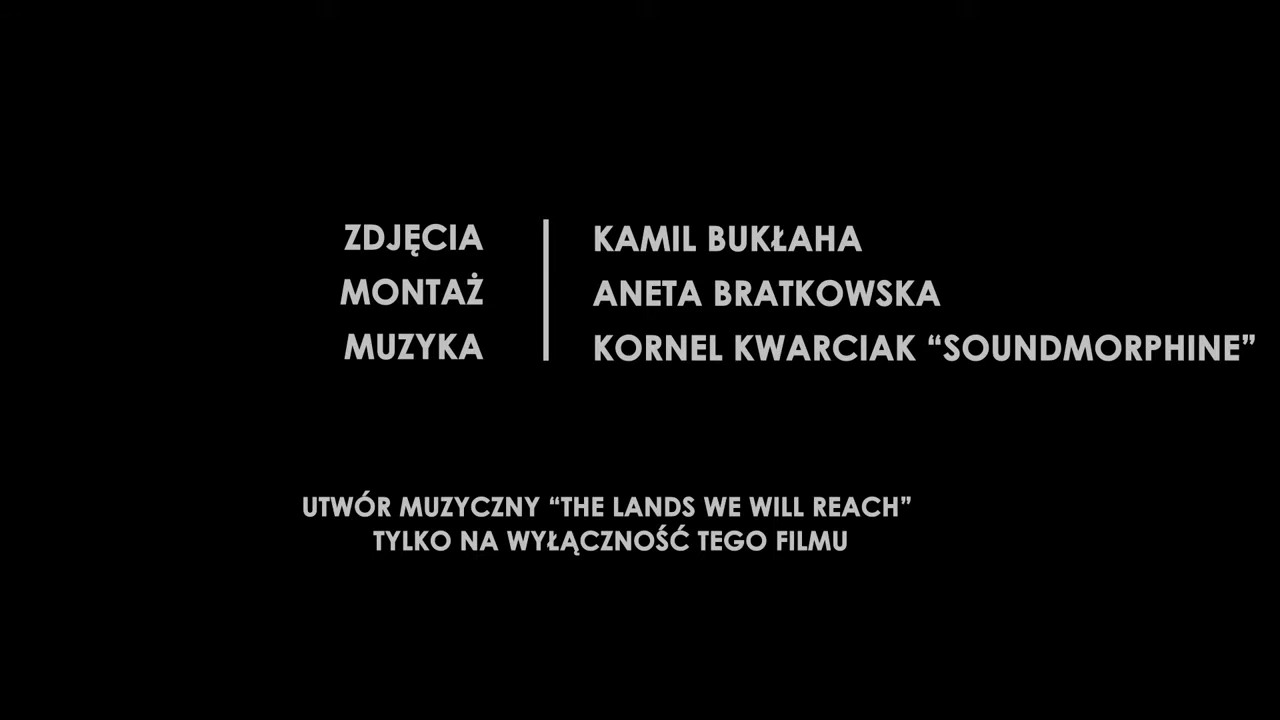 ZDJĘCIA KAMIL BUKŁAHA
MONTAŻ ANETA BRATKOWSKA
MUZYKA KORNEL KWARCIAK “SOUNDMORPHINE”
UTWÓR MUZYCZNY “THE LANDS WE WILL REACH”
TYLKO NA WYŁĄCZNOŚĆ TEGO FILMU